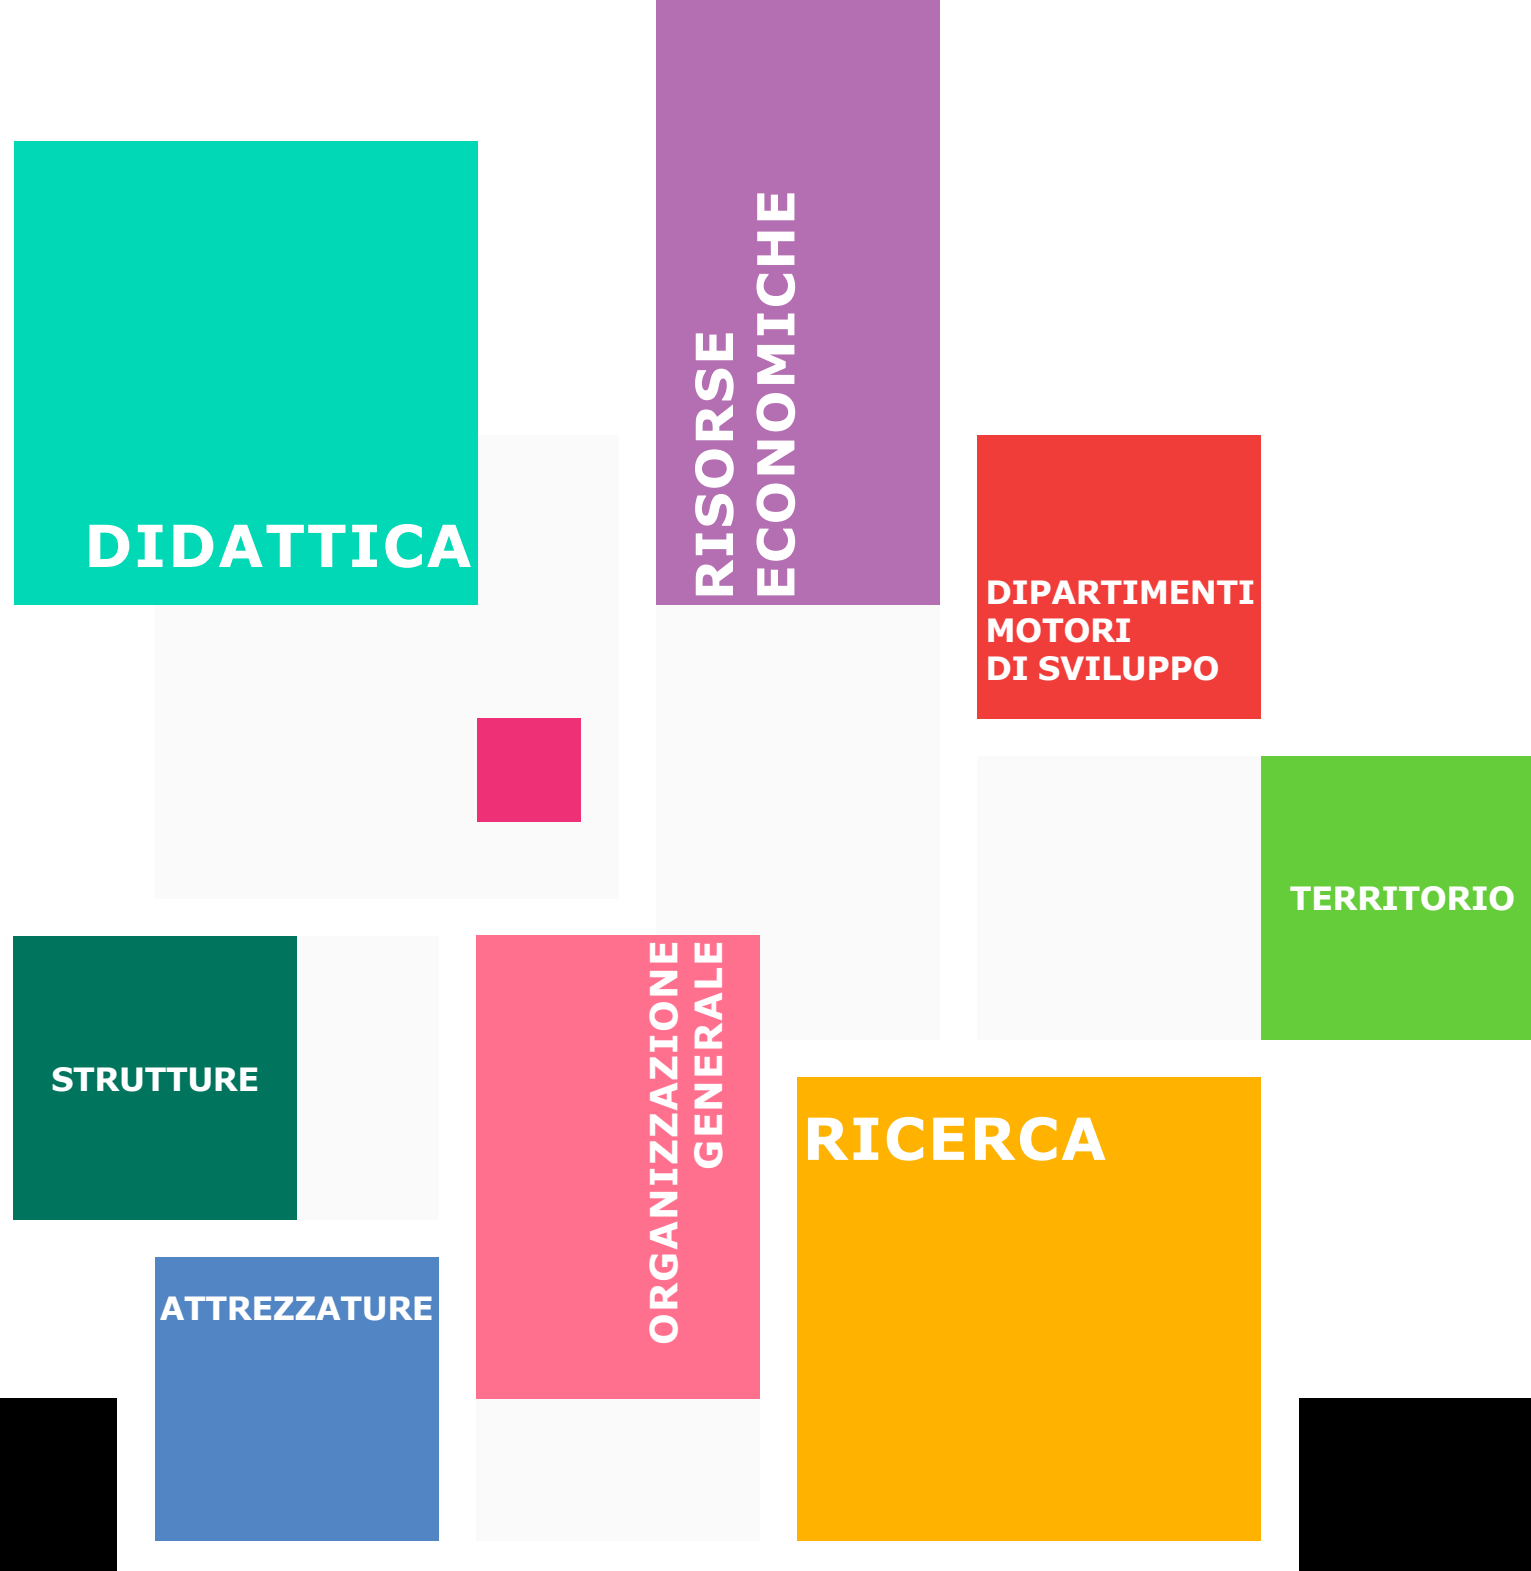 RISORSE
ECONOMICHE
DIDATTICA
DIPARTIMENTI
MOTORI
DI SVILUPPO
TERRITORIO
STRUTTURE
ORGANIZZAZIONE
GENERALE
RICERCA
ATTREZZATURE